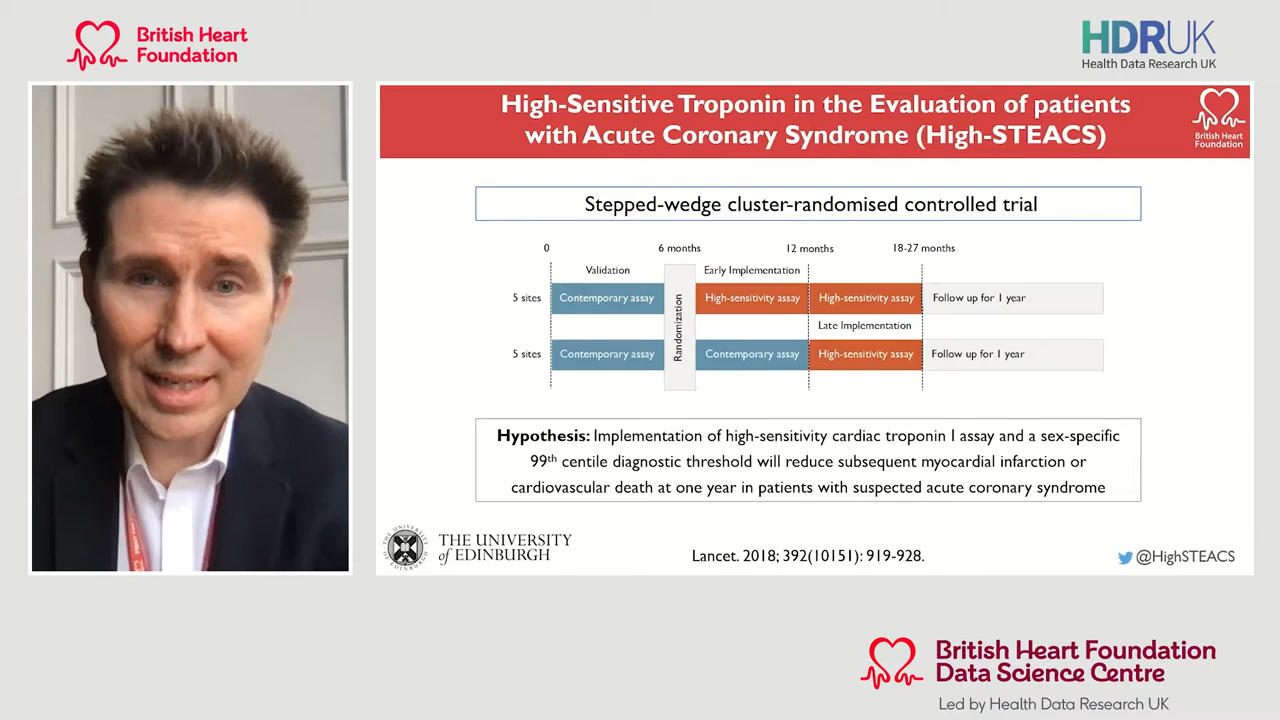 British Heart
Foundation
HDRUK
Health Data Research UK
High-Sensitive Troponin in the Evaluation of patients
with Acute Coronary Syndrome (High-STEACS)
British Heart
Foundation
Stepped-wedge cluster-randomised controlled trial
0 6 months 12 months 18-27 months
Validation Early Implementation
5 sites Contemporary assay Randomization High-sensitivity assay High-sensitivity assay Follow up for 1 year
Late Implementation
5 sites Contemporary assay Contemporary assay High-sensitivity assay Follow up for 1 year
Hypothesis: Implementation of high-sensitivity cardiac troponin I assay and a sex-specific
99th centile diagnostic threshold will reduce subsequent myocardial infarction or
cardiovascular death at one year in patients with suspected acute coronary syndrome
THE UNIVERSITY
of EDINBURGH
Lancet. 2018; 392(10151): 919-928.
@HighSTEACS
British Heart Foundation
Data Science Centre
Led by Health Data Research UK